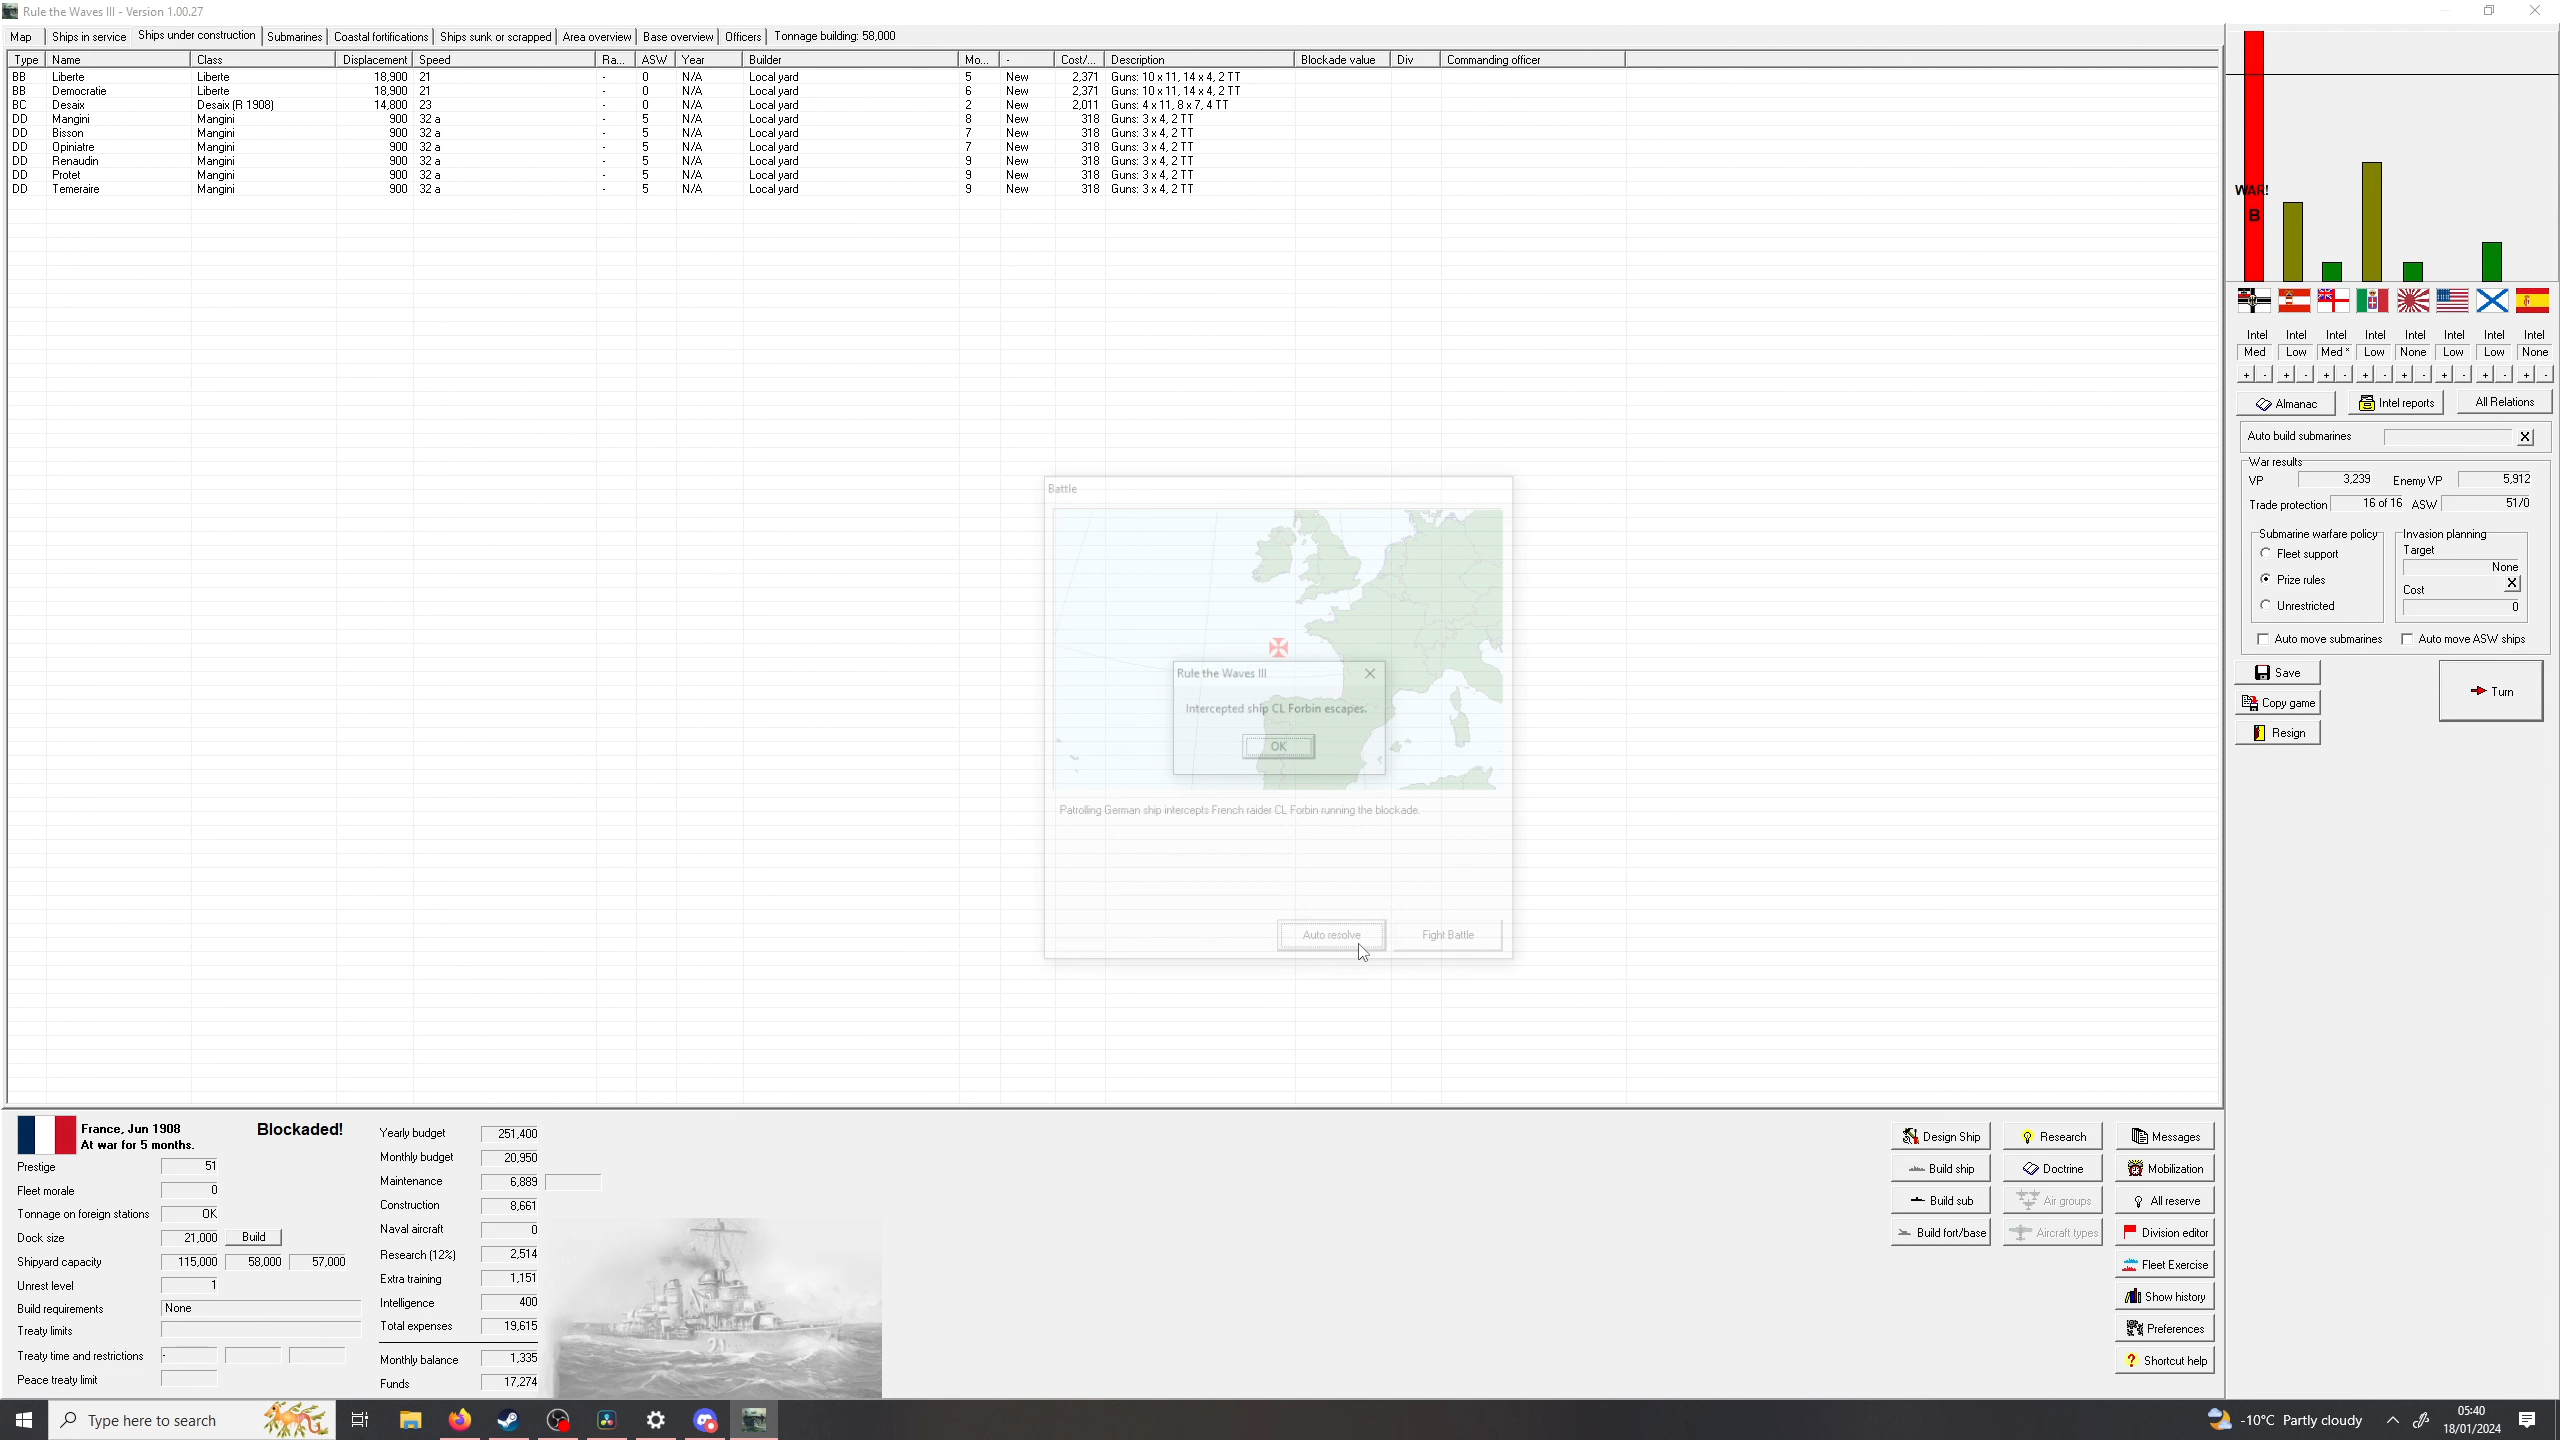 Rule the Waves III - Version 1.00.27
Map Ships in service Ships under construction Submarines Coastal fortifications Ships sunk or scrapped Area overview Base overview Officers Tonnage building: 58,000
Type Name Class Displacement Speed Ra... ASW Year Builder Mo... - Cost/... Description Blockade value Div Commanding officer
BB Liberte Liberte 18,900 21 - 0 N/A Local yard 5 New 2,371 Guns: 10 x 11, 14 x 4, 2 TT
BB Democratie Liberte 18,900 21 - 0 N/A Local yard 6 New 2,371 Guns: 10 x 11, 14 x 4, 2 TT
BC Desaix Desaix (R 1908) 14,800 23 - 0 N/A Local yard 2 New 2,011 Guns: 4 x 11, 8 x 7, 4 TT
DD Mangini Mangini 900 32 a - 5 N/A Local yard 8 New 318 Guns: 3 x 4, 2 TT
DD Bisson Mangini 900 32 a - 5 N/A Local yard 7 New 318 Guns: 3 x 4, 2 TT
DD Opiniatre Mangini 900 32 a - 5 N/A Local yard 7 New 318 Guns: 3 x 4, 2 TT
DD Renaudin Mangini 900 32 a - 5 N/A Local yard 9 New 318 Guns: 3 x 4, 2 TT
DD Protet Mangini 900 32 a - 5 N/A Local yard 9 New 318 Guns: 3 x 4, 2 TT
DD Temeraire Mangini 900 32 a - 5 N/A Local yard 9 New 318 Guns: 3 x 4, 2 TT
WAR!
B
Intel Intel Intel Intel Intel Intel Intel Intel
Med Low Med * Low None Low Low None
+ - + - + - + - + - + - + - + -
Almanac Intel reports All Relations
Auto build submarines X
War results
VP 3,239 Enemy VP 5,912
Trade protection 16 of 16 ASW 51/0
Submarine warfare policy Invasion planning
Fleet support Target
None
Prize rules Cost X
Unrestricted 0
Auto move submarines Auto move ASW ships
Save
Turn
Copy game
Resign
Battle
Rule the Waves III
Intercepted ship CL Forbin escapes.
OK
Patrolling German ship intercepts French raider CL Forbin running the blockade.
Auto resolve Fight Battle
France, Jun 1908 Blockaded!
At war for 5 months.
Prestige 51
Fleet morale 0
Tonnage on foreign stations OK
Dock size 21,000 Build
Shipyard capacity 115,000 58,000 57,000
Unrest level 1
Build requirements None
Treaty limits
Treaty time and restrictions -
Peace treaty limit
Yearly budget 251,400
Monthly budget 20,950
Maintenance 6,889
Construction 8,661
Naval aircraft 0
Research (12%) 2,514
Extra training 1,151
Intelligence 400
Total expenses 19,615
Monthly balance 1,335
Funds 17,274
Design Ship Research Messages
Build ship Doctrine Mobilization
Build sub Air groups All reserve
Build fort/base Aircraft types Division editor
Fleet Exercise
Show history
Preferences
Shortcut help
Type here to search
-10°C Partly cloudy
05:40
18/01/2024